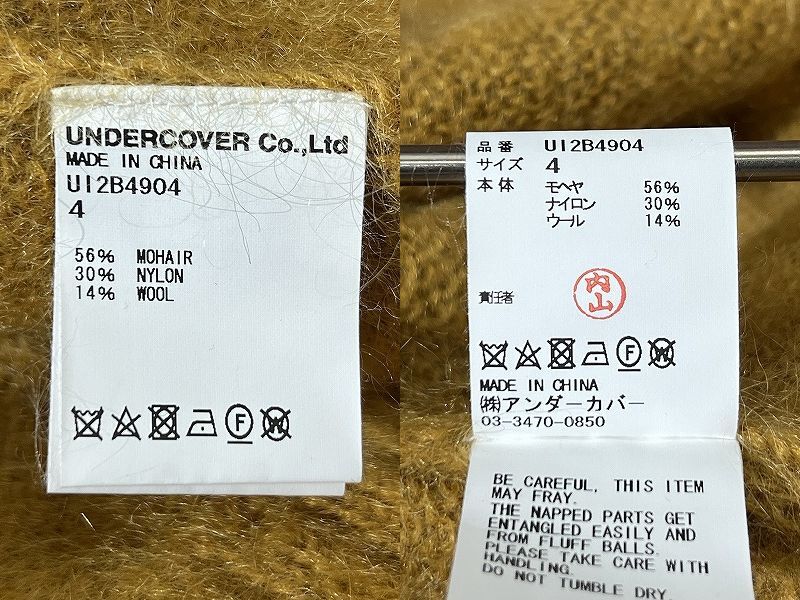 UNDERCOVER Co.,Ltd
MADE IN CHINA
UI2B4904
4
56% MOHAIR
30% NYLON
14% WOOL
F
W
品番 UI2B4904
サイズ 4
本体 モヘヤ 56%
ナイロン 30%
ウール 14%
責任者
内山
F
W
MADE IN CHINA
㈱アンダーカバー
03-3470-0850
BE CAREFUL, THIS ITEM
MAY FRAY.
THE NAPPED PARTS GET
ENTANGLED EASILY AND
FROM FLUFF BALLS.
PLEASE TAKE CARE WITH
HANDLING.
DO NOT TUMBLE DRY.